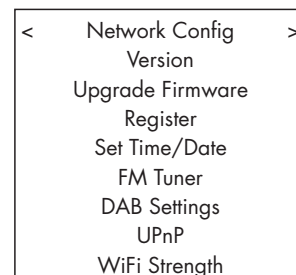 < Network Config >
Version
Upgrade Firmware
Register
Set Time/Date
FM Tuner
DAB Settings
UPnP
WiFi Strength